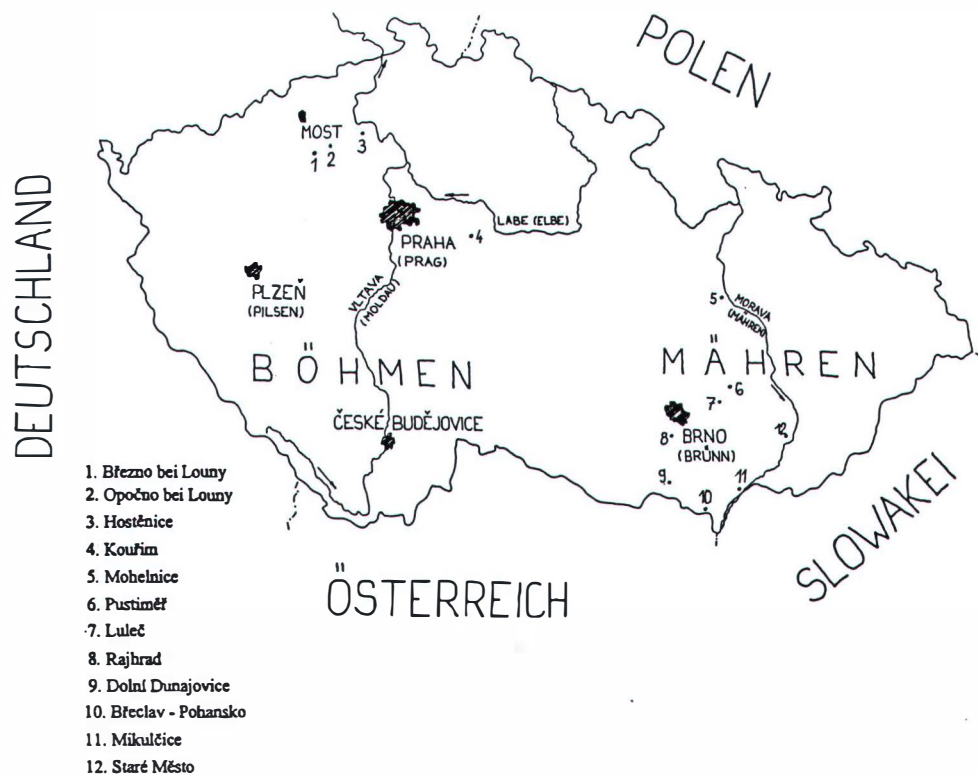 POLEN
DEUTSCHLAND
MOST
1
2
3
LABE (ELBE)
PRAHA
(PRAG)
4
PLZEŇ
(PILSEN)
VLTAVA
(MOLDAU)
5
MORAVA
(MÄHREN)
BÖHMEN
MÄHREN
6
7
ČESKÉ BUDĚJOVICE
8
BRNO
(BRÜNN)
12
9
10
11
SLOWAKEI
ÖSTERREICH
1. Březno bei Louny
2. Opočno bei Louny
3. Hostěnice
4. Kouřim
5. Mohelnice
6. Pustiměř
7. Luleč
8. Rajhrad
9. Dolní Dunajovice
10. Břeclav - Pohansko
11. Mikulčice
12. Staré Město